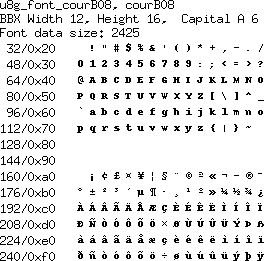 u8g_font_courB08, courB08
BBX Width 12, Height 16,  Capital A 6
Font data size: 2425
32/0x20 ! " # $ % & ' ( ) * + , - . /
48/0x30 0 1 2 3 4 5 6 7 8 9 : ; < = > ?
64/0x40 @ A B C D E F G H I J K L M N O
80/0x50 P Q R S T U V W X Y Z [ \ ] ^ _
96/0x60 ` a b c d e f g h i j k l m n o
112/0x70 p q r s t u v w x y z { | } ~
128/0x80
144/0x90
160/0xa0 ¡ ¢ £ ¤ ¥ ¦ § ¨ © ª « ¬ - ® ¯
176/0xb0 ° ± ² ³ ´ µ ¶ · ¸ ¹ º » ¼ ½ ¾ ¿
192/0xc0 À Á Â Ã Ä Å Æ Ç È É Ê Ë Ì Í Î Ï
208/0xd0 Ð Ñ Ò Ó Ô Õ Ö × Ø Ù Ú Û Ü Ý Þ ß
224/0xe0 à á â ã ä å æ ç è é ê ë ì í î ï
240/0xf0 ð ñ ò ó ô õ ö ÷ ø ù ú û ü ý þ ÿ